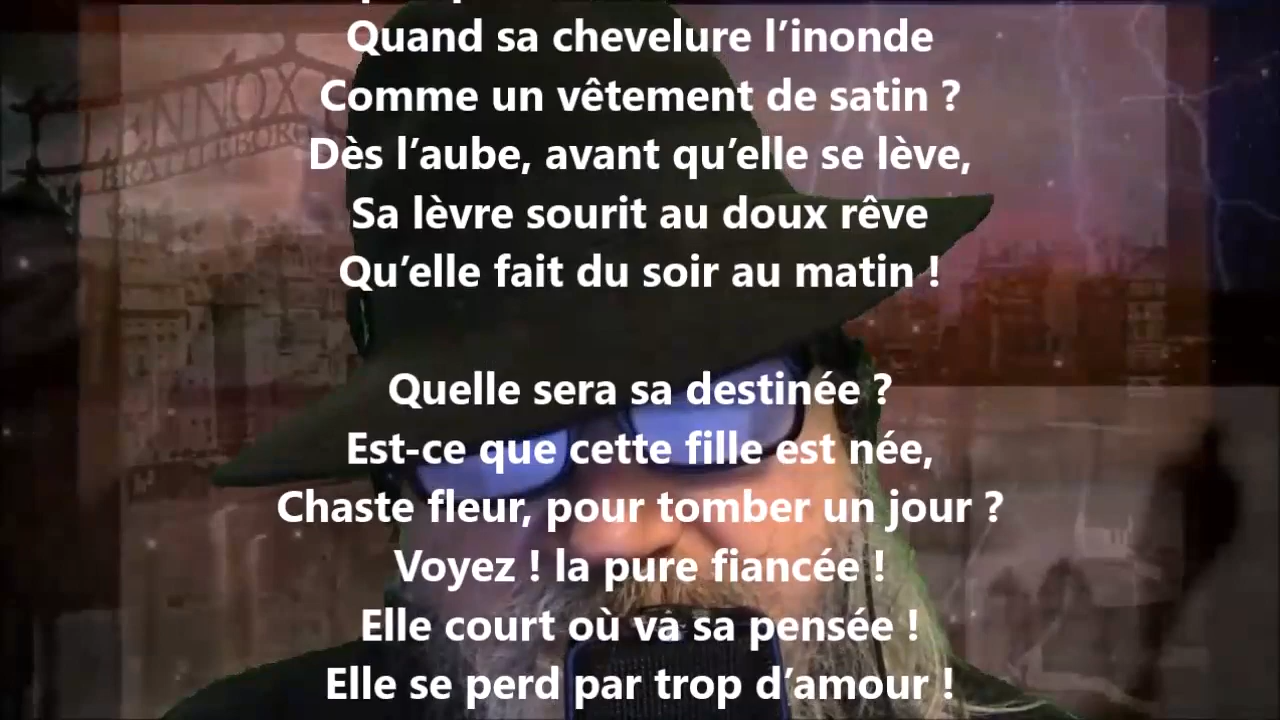 Quand sa chevelure l’inonde
Comme un vêtement de satin ?
Dès l’aube, avant qu’elle se lève,
Sa lèvre sourit au doux rêve
Qu’elle fait du soir au matin !
Quelle sera sa destinée ?
Est-ce que cette fille est née,
Chaste fleur, pour tomber un jour ?
Voyez ! la pure fiancée !
Elle court où va sa pensée !
Elle se perd par trop d’amour !
LENNOX
BRATTLEBORO